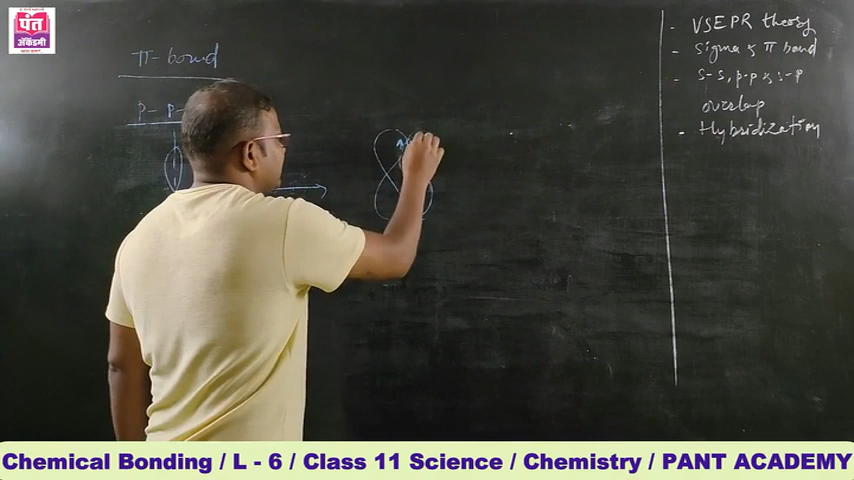 पंत
अकॅडमी
π-bond
p-p-
- VSEPR theory
- Sigma & π bond
- s-s, p-p & s-p
overlap
- Hybridization
Chemical Bonding / L - 6 / Class 11 Science / Chemistry / PANT ACADEMY